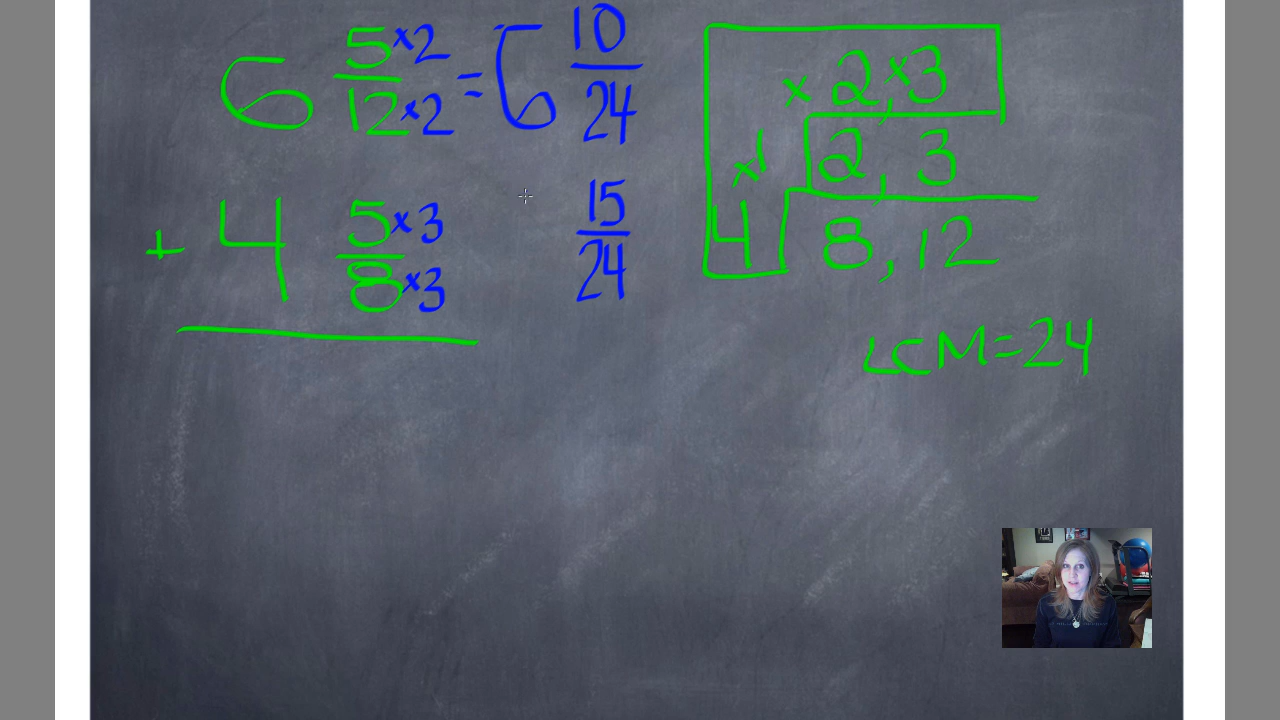 6 5/12 ×2 ×2 = 6 10/24
+ 4 5/8 ×3 ×3 15/24
× 2, × 3
×1 2, 3
4 8, 12
LCM=24